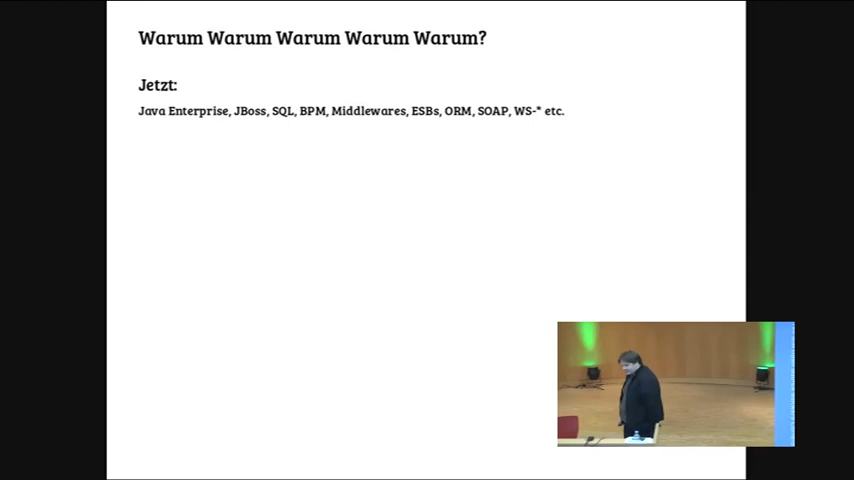 Warum Warum Warum Warum Warum?
Jetzt:
Java Enterprise, JBoss, SQL, BPM, Middlewares, ESBs, ORM, SOAP, WS-* etc.